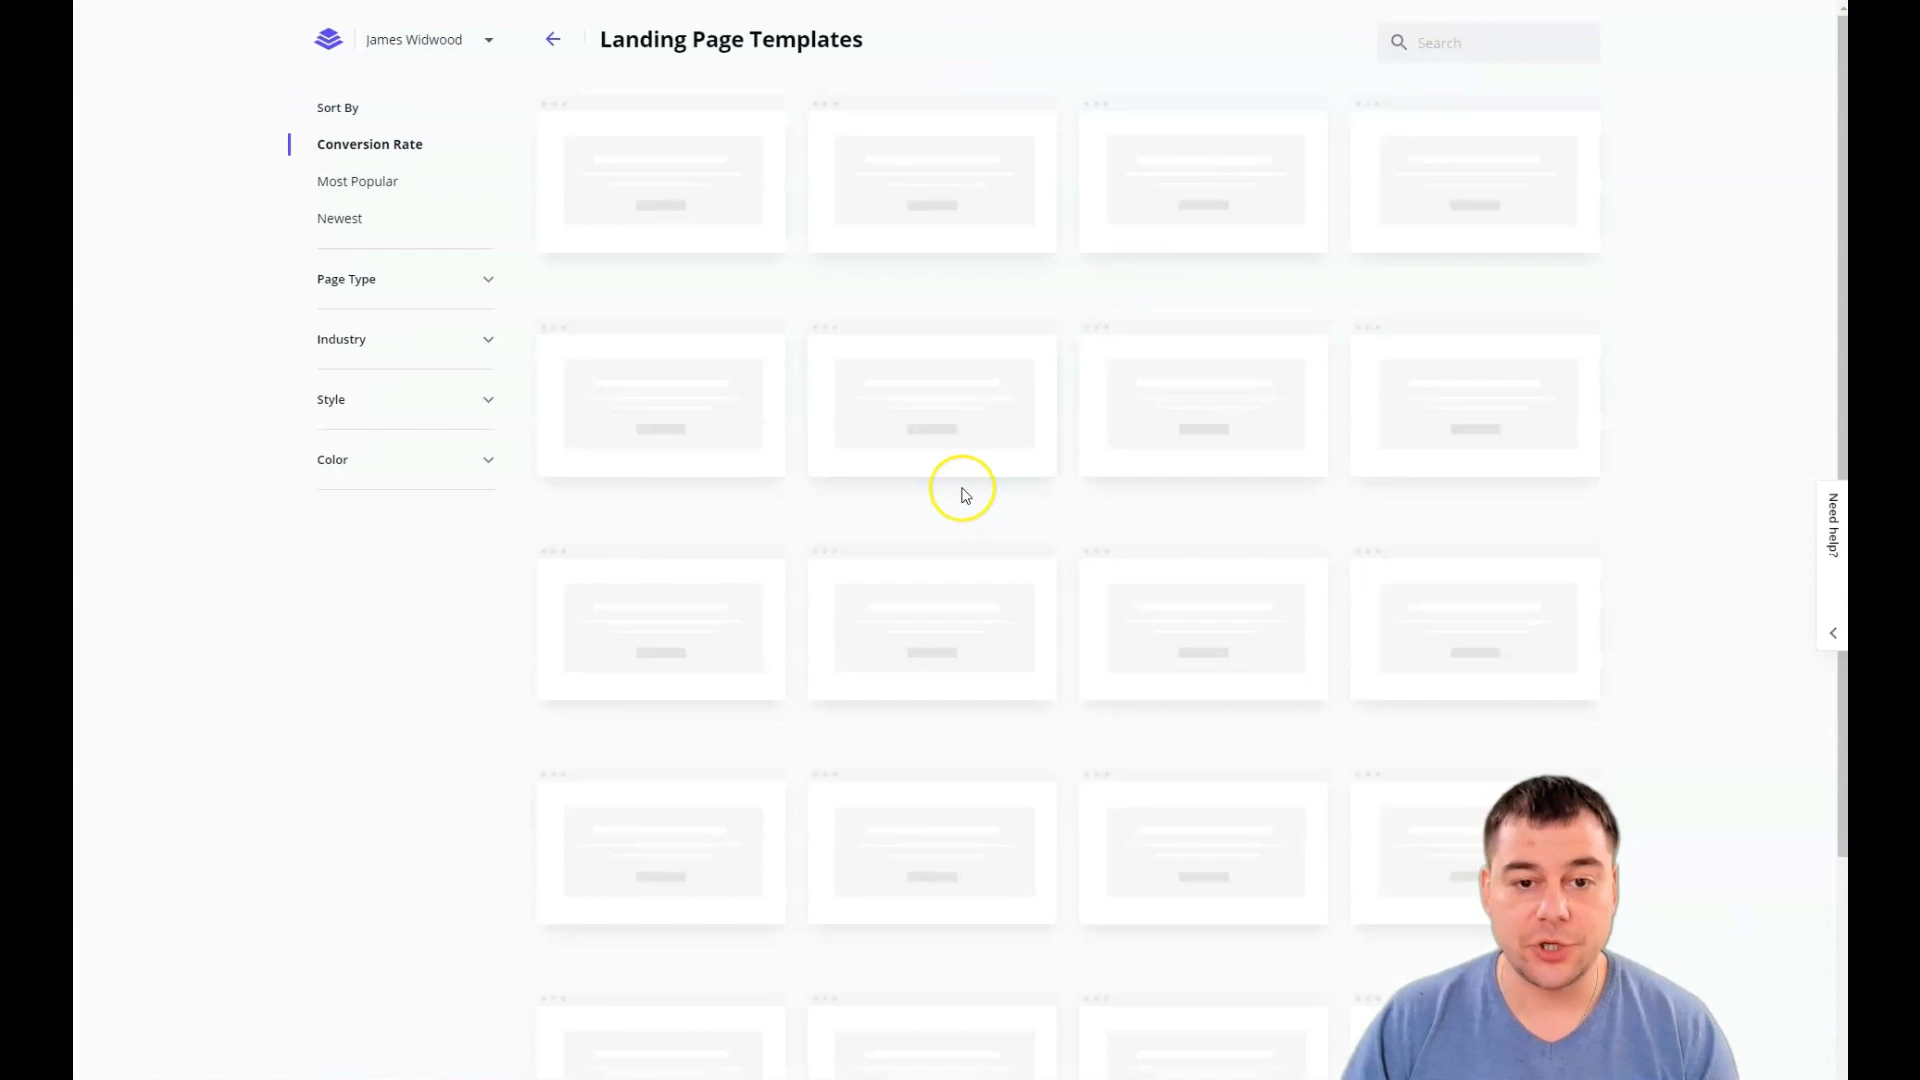 James Widwood
Landing Page Templates
Search
Sort By
Conversion Rate
Most Popular
Newest
Page Type
Industry
Style
Color
Need help?